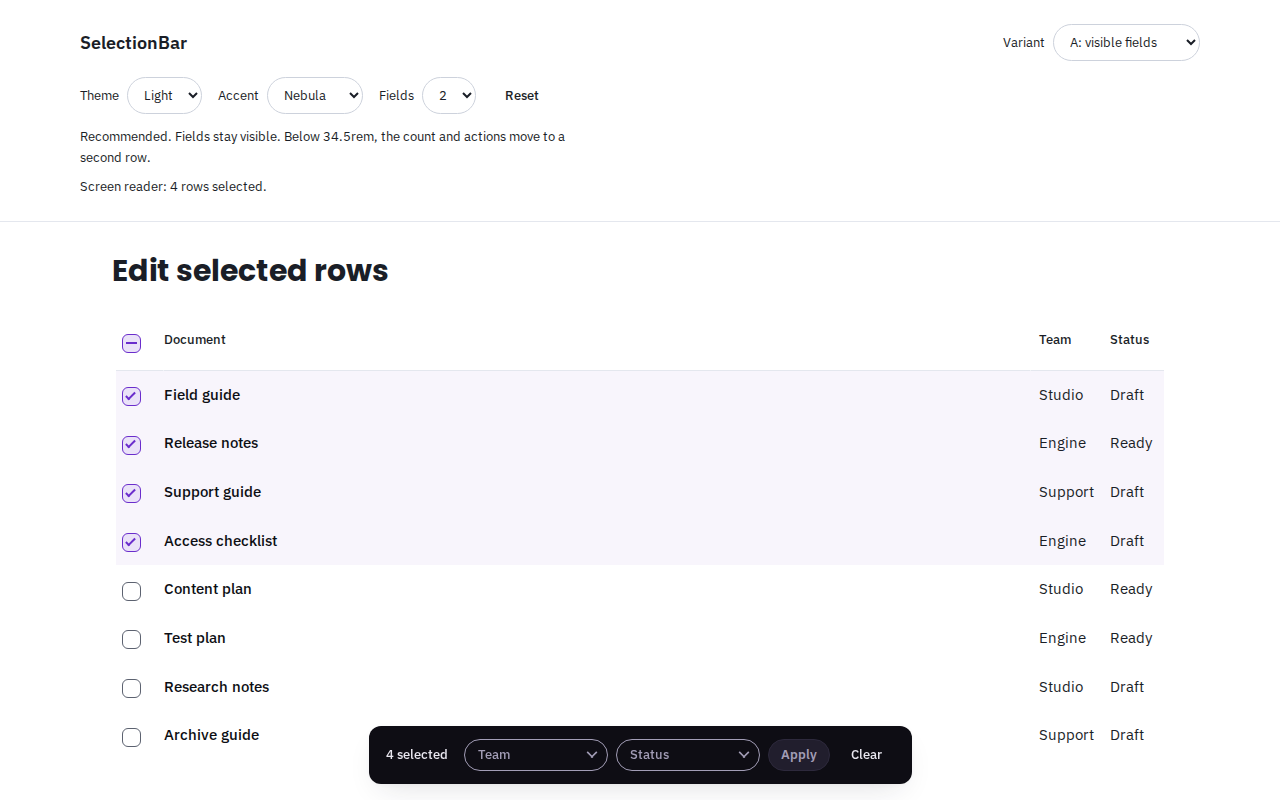 SelectionBar
Variant A: visible fields
Theme Light Accent Nebula Fields 2 Reset
Recommended. Fields stay visible. Below 34.5rem, the count and actions move to a
second row.
Screen reader: 4 rows selected.
Edit selected rows
Document Team Status
Field guide Studio Draft
Release notes Engine Ready
Support guide Support Draft
Access checklist Engine Draft
Content plan Studio Ready
Test plan Engine Ready
Research notes Studio Draft
Archive guide Support Draft
4 selected Team Status Apply Clear